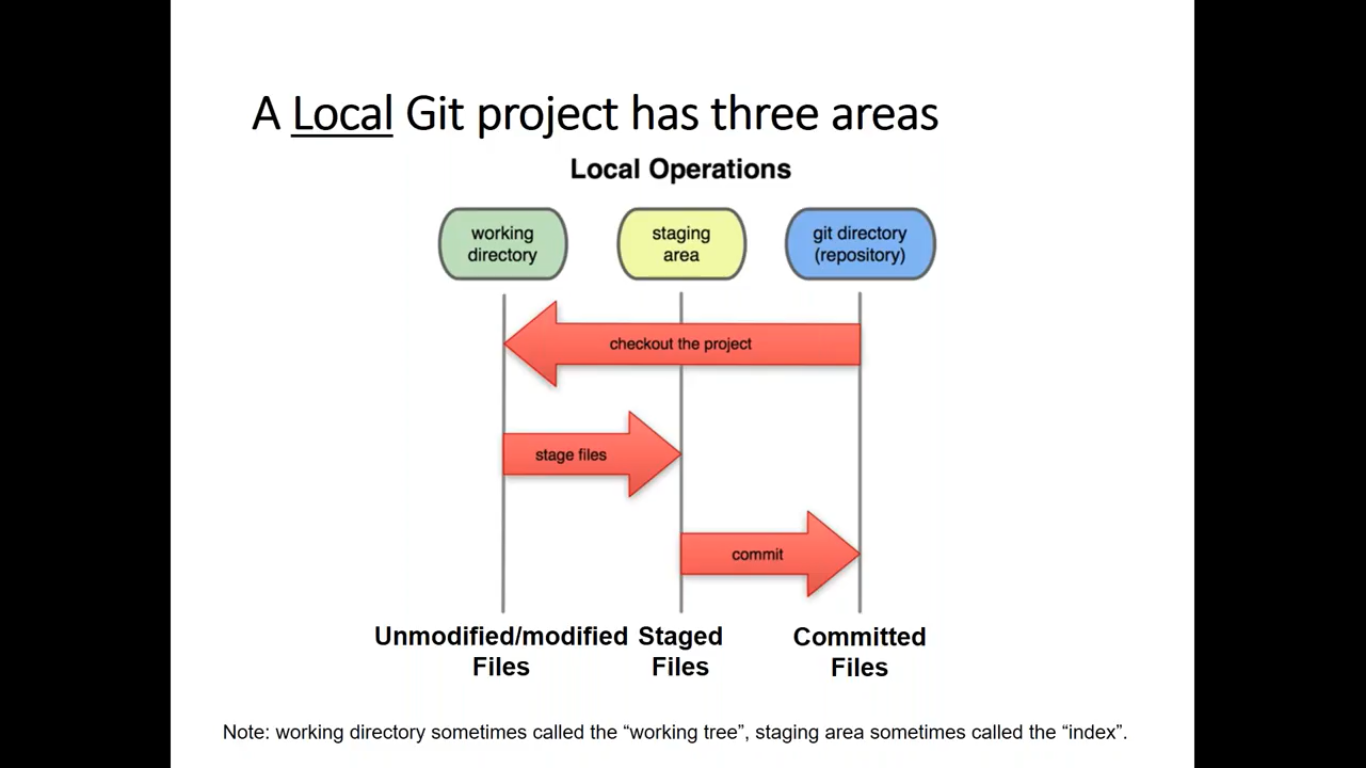 A Local Git project has three areas
Local Operations
working
directory
staging
area
git directory
(repository)
checkout the project
stage files
commit
Unmodified/modified
Files
Staged
Files
Committed
Files
Note: working directory sometimes called the “working tree”, staging area sometimes called the “index”.